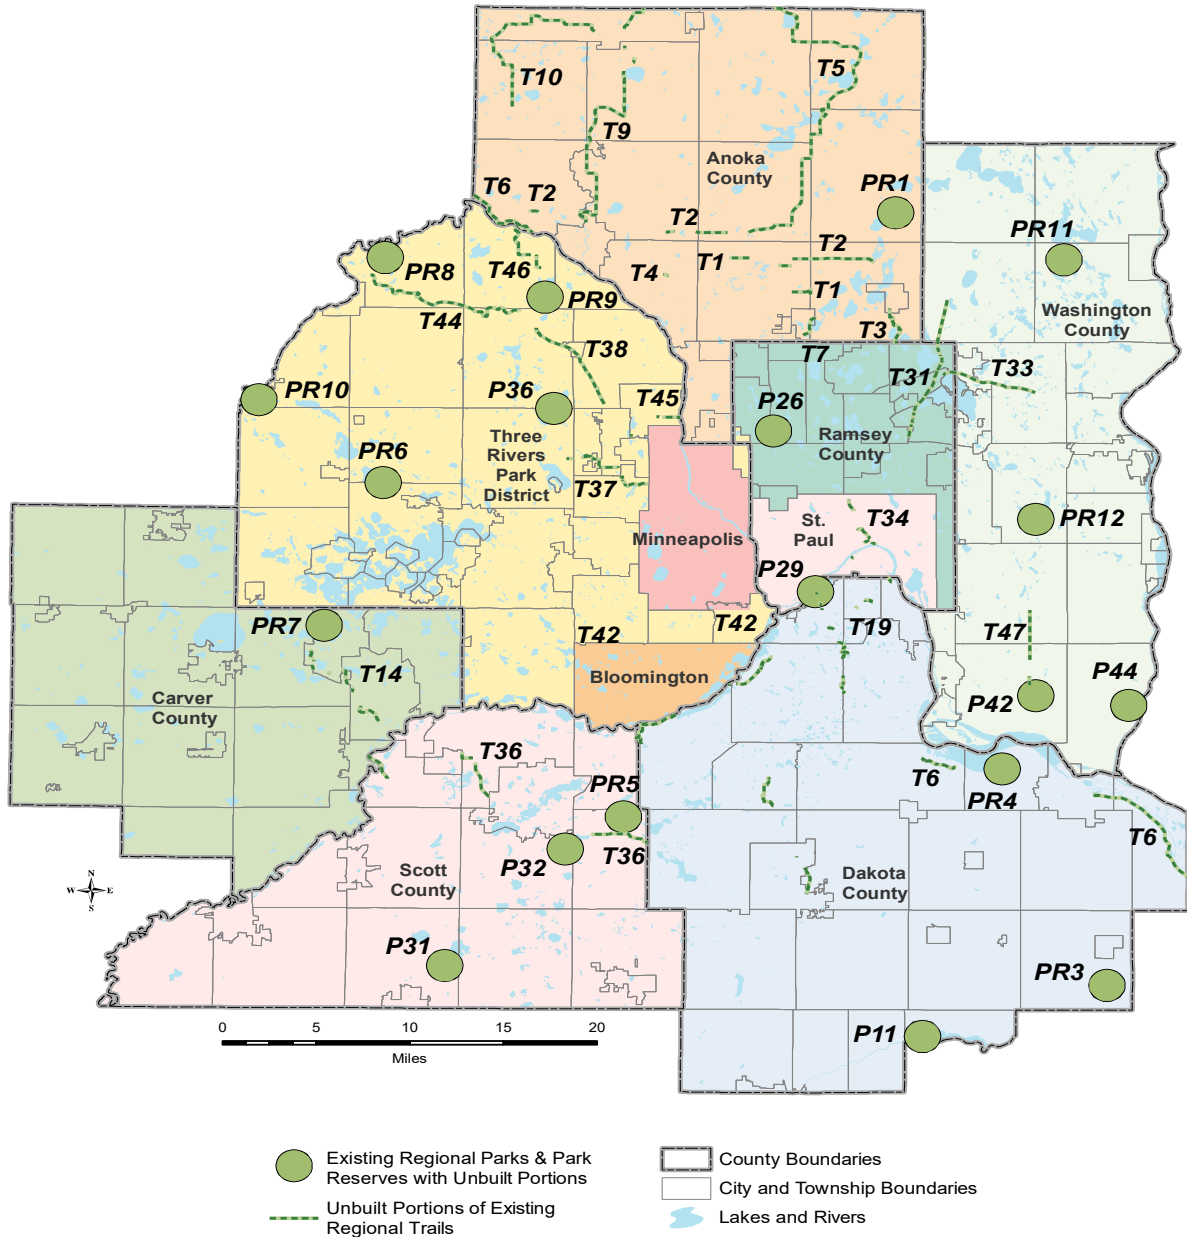 T10
T5
T9
Anoka
County
PR1
T6
T2
T2
PR11
T2
T1
T4
T46
PR8
PR9
T1
Washington
County
T44
T3
T38
T7
T33
T31
PR10
P36
T45
P26
Three
Rivers
Park
District
Ramsey
County
PR6
T37
St.
Paul
T34
PR12
Minneapolis
P29
PR7
T42
T42
T19
T47
Bloomington
T14
P44
P42
Carver
County
T36
PR5
T6
PR4
T6
P32
T36
Scott
County
Dakota
County
N
W
E
S
P31
PR3
0
5
10
15
20
Miles
P11
Existing Regional Parks & Park
Reserves with Unbuilt Portions
Unbuilt Portions of Existing
Regional Trails
County Boundaries
City and Township Boundaries
Lakes and Rivers